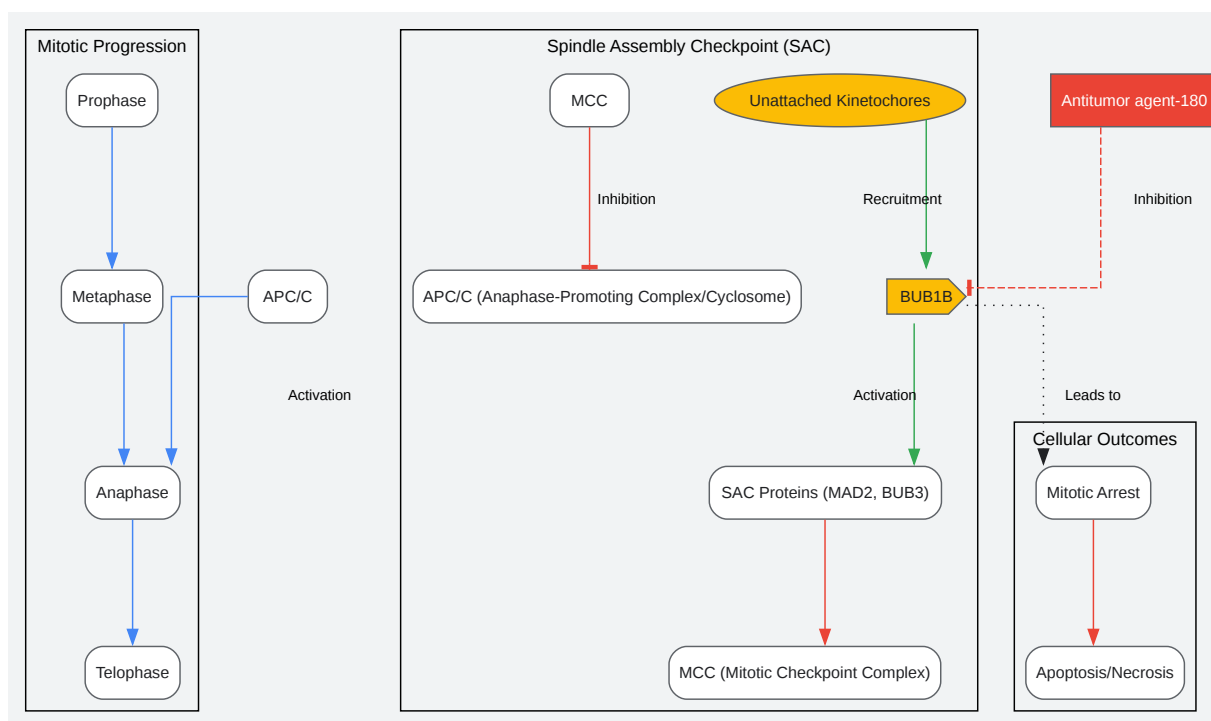 Mitotic Progression
Prophase
Metaphase
APC/C
Activation
Anaphase
Telophase
Spindle Assembly Checkpoint (SAC)
MCC
Unattached Kinetochores
Inhibition
Recruitment
APC/C (Anaphase-Promoting Complex/Cyclosome)
BUB1B
Activation
SAC Proteins (MAD2, BUB3)
MCC (Mitotic Checkpoint Complex)
Antitumor agent-180
Inhibition
Leads to
Cellular Outcomes
Mitotic Arrest
Apoptosis/Necrosis